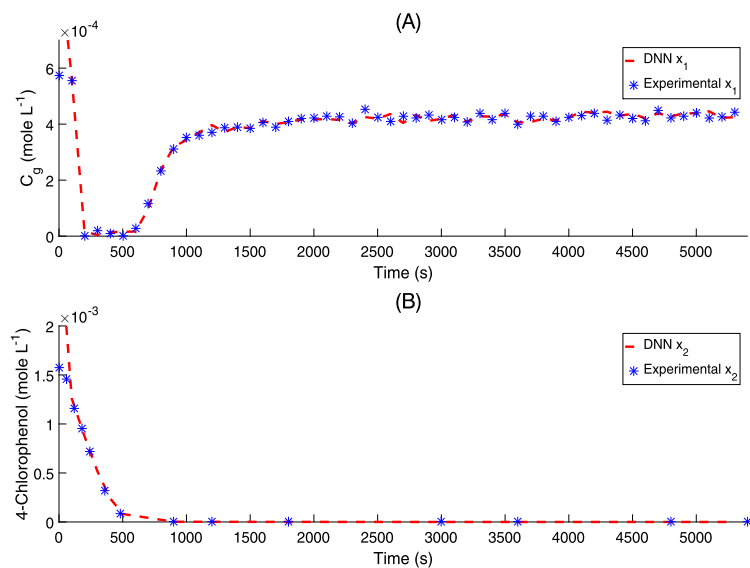 (A)
×10⁻⁴
6
4
2
0
C_g (mole L⁻¹)
DNN x₁
Experimental x₁
0 500 1000 1500 2000 2500 3000 3500 4000 4500 5000
Time (s)
(B)
×10⁻³
2
1.5
1
0.5
0
4-Chlorophenol (mole L⁻¹)
DNN x₂
Experimental x₂
0 500 1000 1500 2000 2500 3000 3500 4000 4500 5000
Time (s)